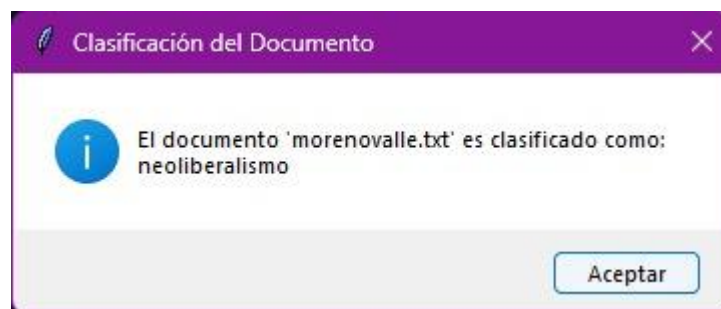 Clasificación del Documento
El documento 'morenovalle.txt' es clasificado como:
neoliberalismo
Aceptar